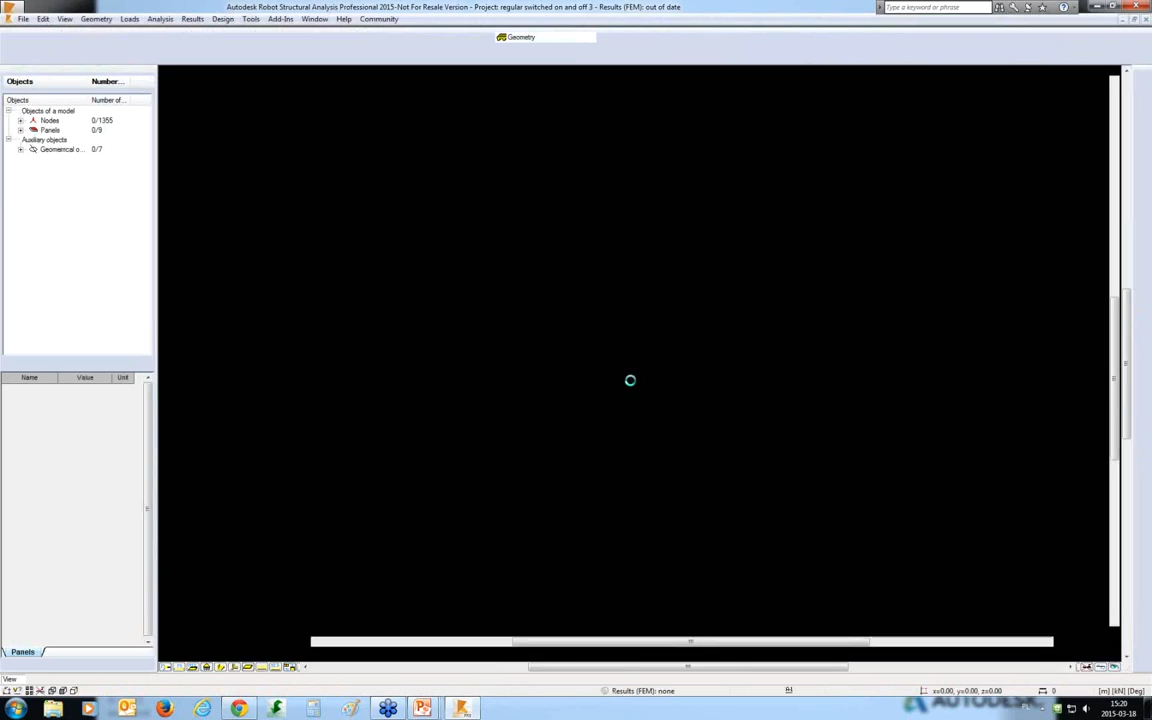 Autodesk Robot Structural Analysis Professional 2015-Not For Resale Version - Project: regular switched on and off 3 - Results (FEM): out of date
Type a keyword or phrase
File Edit View Geometry Loads Analysis Results Design Tools Add-Ins Window Help Community
Geometry
Objects Number...
Objects Number of...
Objects of a model
Nodes 0/1355
Panels 0/9
Auxiliary objects
Geometrical o... 0/7
Name Value Unit
Panels
View
Results (FEM): none
x=0.00, y=0.00, z=0.00
0
[m] [kN] [Deg]
AUTODESK
PL
15:20
2015-03-18